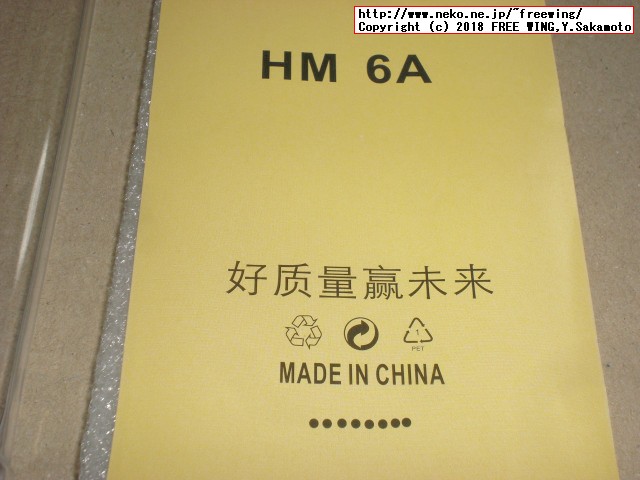 http://www.neko.ne.jp/~freewing/
Copyright (c) 2018 FREE WING,Y.Sakamoto
HM 6A
好质量赢未来
1
PET
MADE IN CHINA